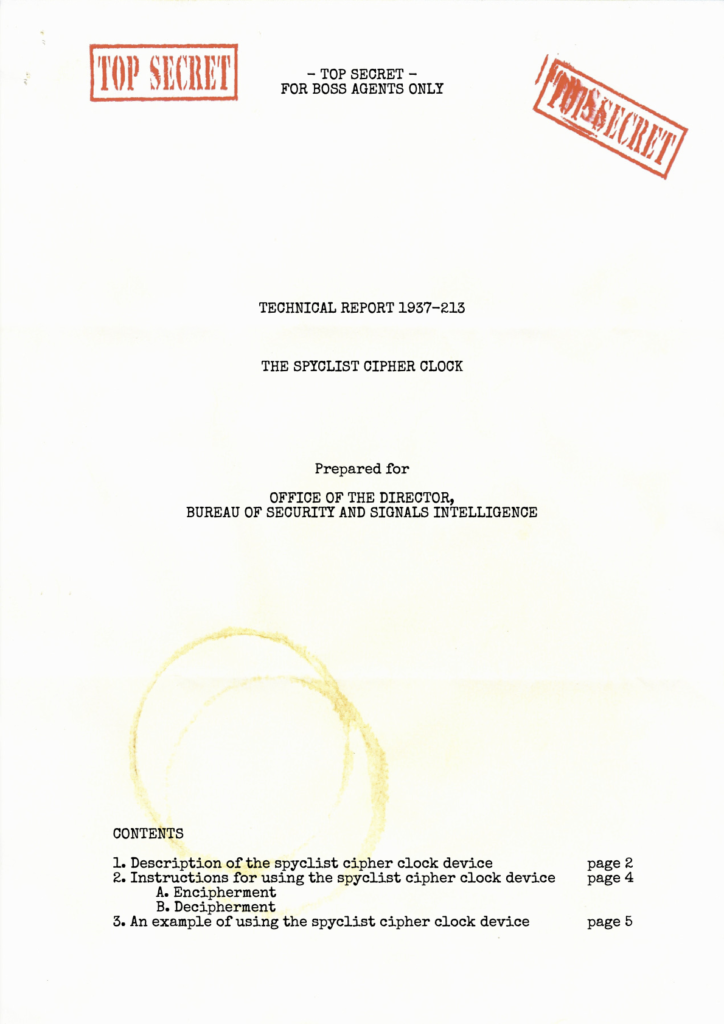 TOP SECRET
- TOP SECRET -
FOR BOSS AGENTS ONLY
TOP SECRET
TECHNICAL REPORT 1937-213
THE SPYCLIST CIPHER CLOCK
Prepared for
OFFICE OF THE DIRECTOR,
BUREAU OF SECURITY AND SIGNALS INTELLIGENCE
CONTENTS
1. Description of the spyclist cipher clock device page 2
2. Instructions for using the spyclist cipher clock device page 4
A. Encipherment
B. Decipherment
3. An example of using the spyclist cipher clock device page 5